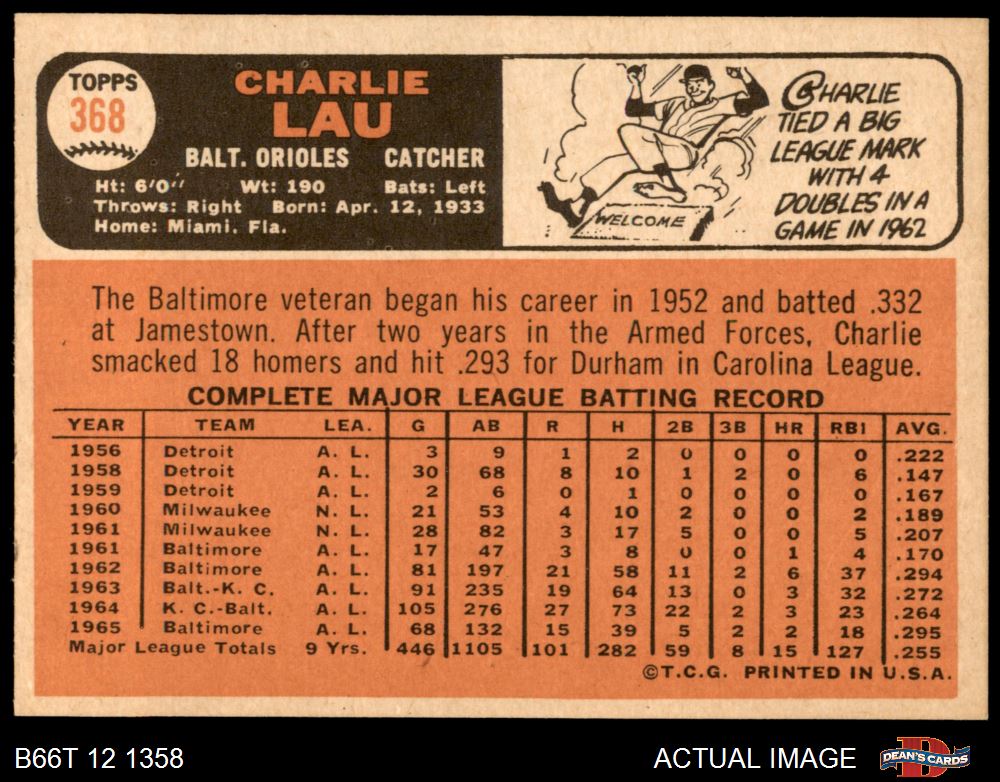 TOPPS
368
CHARLIE
LAU
BALT. ORIOLES CATCHER
Ht: 6'0" Wt: 190 Bats: Left
Throws: Right Born: Apr. 12, 1933
Home: Miami. Fla.
WELCOME
CHARLIE
TIED A BIG
LEAGUE MARK
WITH 4
DOUBLES IN A
GAME IN 1962
The Baltimore veteran began his career in 1952 and batted .332
at Jamestown. After two years in the Armed Forces, Charlie
smacked 18 homers and hit .293 for Durham in Carolina League.
COMPLETE MAJOR LEAGUE BATTING RECORD
YEAR TEAM LEA. G AB R H 2B 3B HR RBI AVG.
1956 Detroit A. L. 3 9 1 2 0 0 0 0 .222
1958 Detroit A. L. 30 68 8 10 1 2 0 6 .147
1959 Detroit A. L. 2 6 0 1 0 0 0 0 .167
1960 Milwaukee N. L. 21 53 4 10 2 0 0 2 .189
1961 Milwaukee N. L. 28 82 3 17 5 0 0 5 .207
1961 Baltimore A. L. 17 47 3 8 0 0 1 4 .170
1962 Baltimore A. L. 81 197 21 58 11 2 6 37 .294
1963 Balt.-K. C. A. L. 91 235 19 64 13 0 3 32 .272
1964 K. C.-Balt. A. L. 105 276 27 73 22 2 3 23 .264
1965 Baltimore A. L. 68 132 15 39 5 2 2 18 .295
Major League Totals 9 Yrs. 446 1105 101 282 59 8 15 127 .255
©T.C.G. PRINTED IN U.S.A.
B66T 12 1358 ACTUAL IMAGE
DEAN'S CARDS